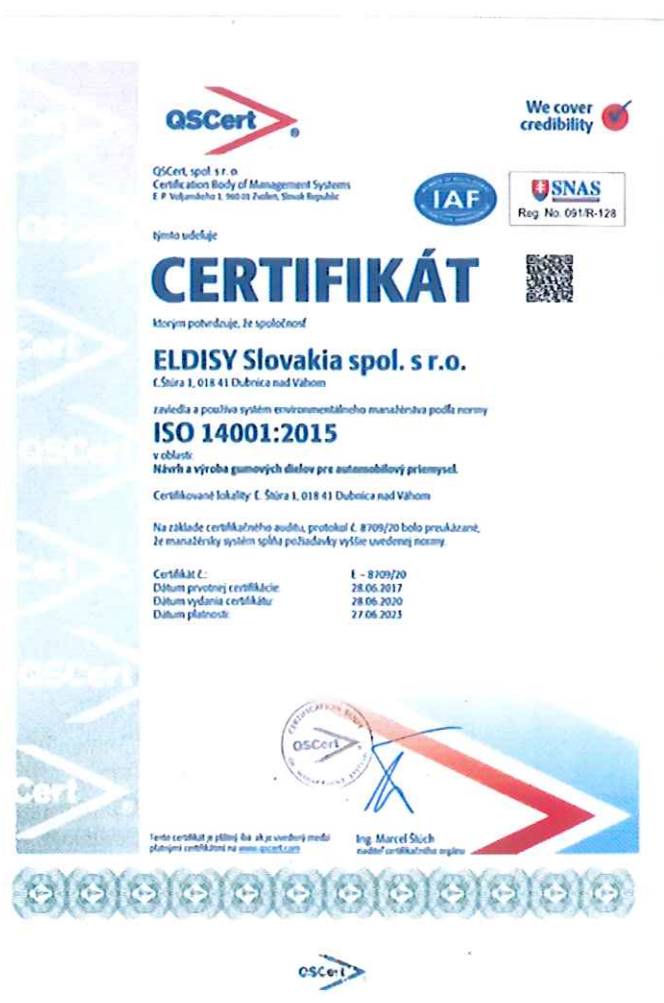 QSCert
®
We cover
credibility
QSCert, spol. s r. o.
Certification Body of Management Systems
E. P. Voljanského 1, 960 01 Zvolen, Slovak Republic
IAF
SNAS
Reg. No. 091/R-128
týmto udeľuje
CERTIFIKÁT
ktorým potvrdzuje, že spoločnosť
ELDISY Slovakia spol. s r.o.
Ľ.Štúra 1, 018 41 Dubnica nad Váhom
zaviedla a používa systém environmentálneho manažérstva podľa normy
ISO 14001:2015
v oblasti:
Návrh a výroba gumových dielov pre automobilový priemysel.
Certifikované lokality: Ľ. Štúra 1, 018 41 Dubnica nad Váhom
Na základe certifikačného auditu, protokol č. 8709/20 bolo preukázané,
že manažérsky systém spĺňa požiadavky vyššie uvedenej normy.
Certifikát č.: E – 8709/20
Dátum prvotnej certifikácie: 28.06.2017
Dátum vydania certifikátu: 28.06.2020
Dátum platnosti: 27.06.2023
CERTIFICATION BODY
QSCert
OF MANAGEMENT SYSTEMS
Tento certifikát je platný iba ak je uvedený medzi
platnými certifikátmi na www.qscert.com
Ing. Marcel Šlúch
riaditeľ certifikačného orgánu
QSCert